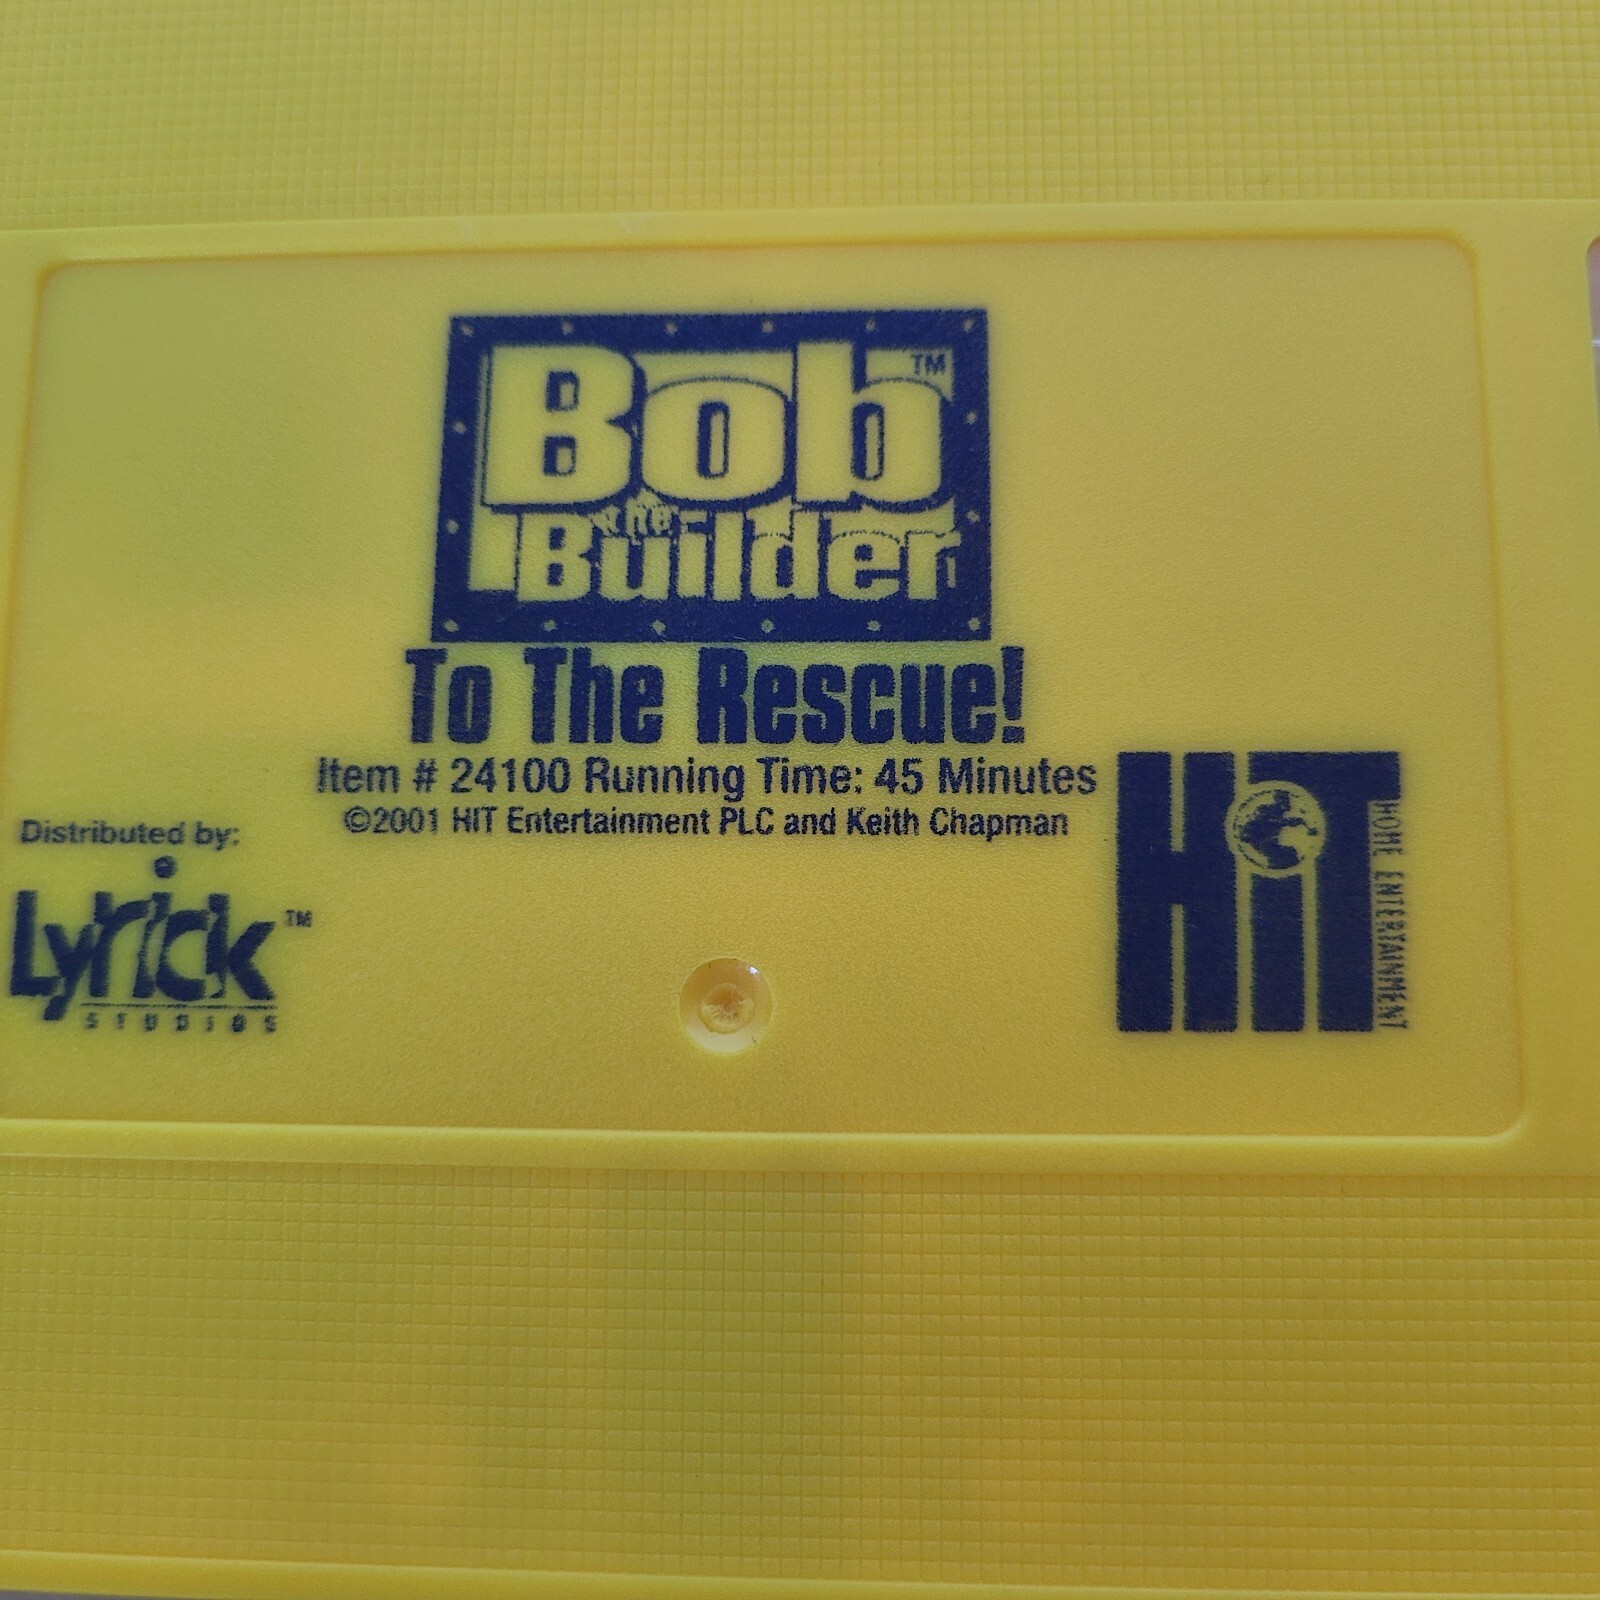 Bob TM
the
Builder
To The Rescue!
Item # 24100 Running Time: 45 Minutes
©2001 HIT Entertainment PLC and Keith Chapman
Distributed by:
Lyrick TM
STUDIOS
HiT
HOME ENTERTAINMENT